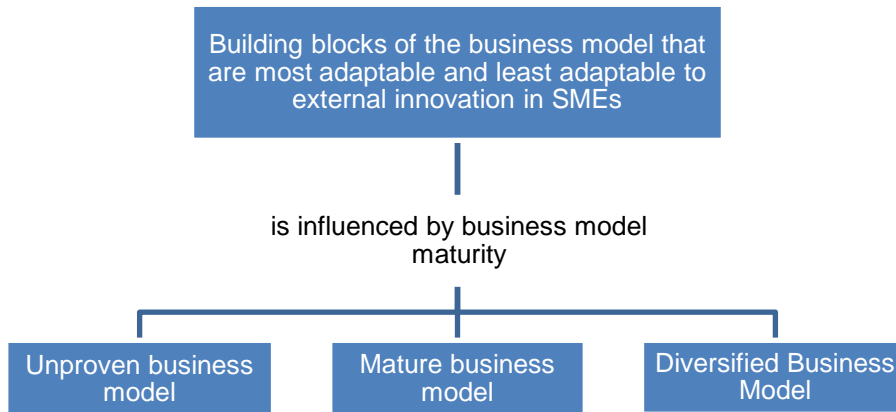 Building blocks of the business model that
are most adaptable and least adaptable to
external innovation in SMEs
is influenced by business model
maturity
Unproven business
model
Mature business
model
Diversified Business
Model